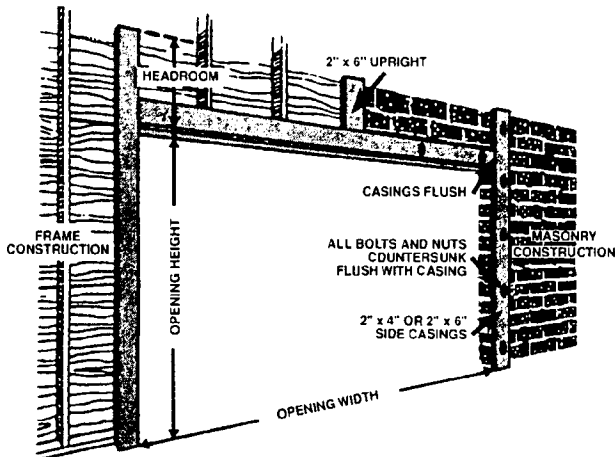 2" x 6" UPRIGHT
HEADROOM
CASINGS FLUSH
FRAME
CONSTRUCTION
OPENING HEIGHT
MASONRY
CONSTRUCTION
ALL BOLTS AND NUTS
COUNTERSUNK
FLUSH WITH CASING
2" x 4" OR 2" x 6"
SIDE CASINGS
OPENING WIDTH